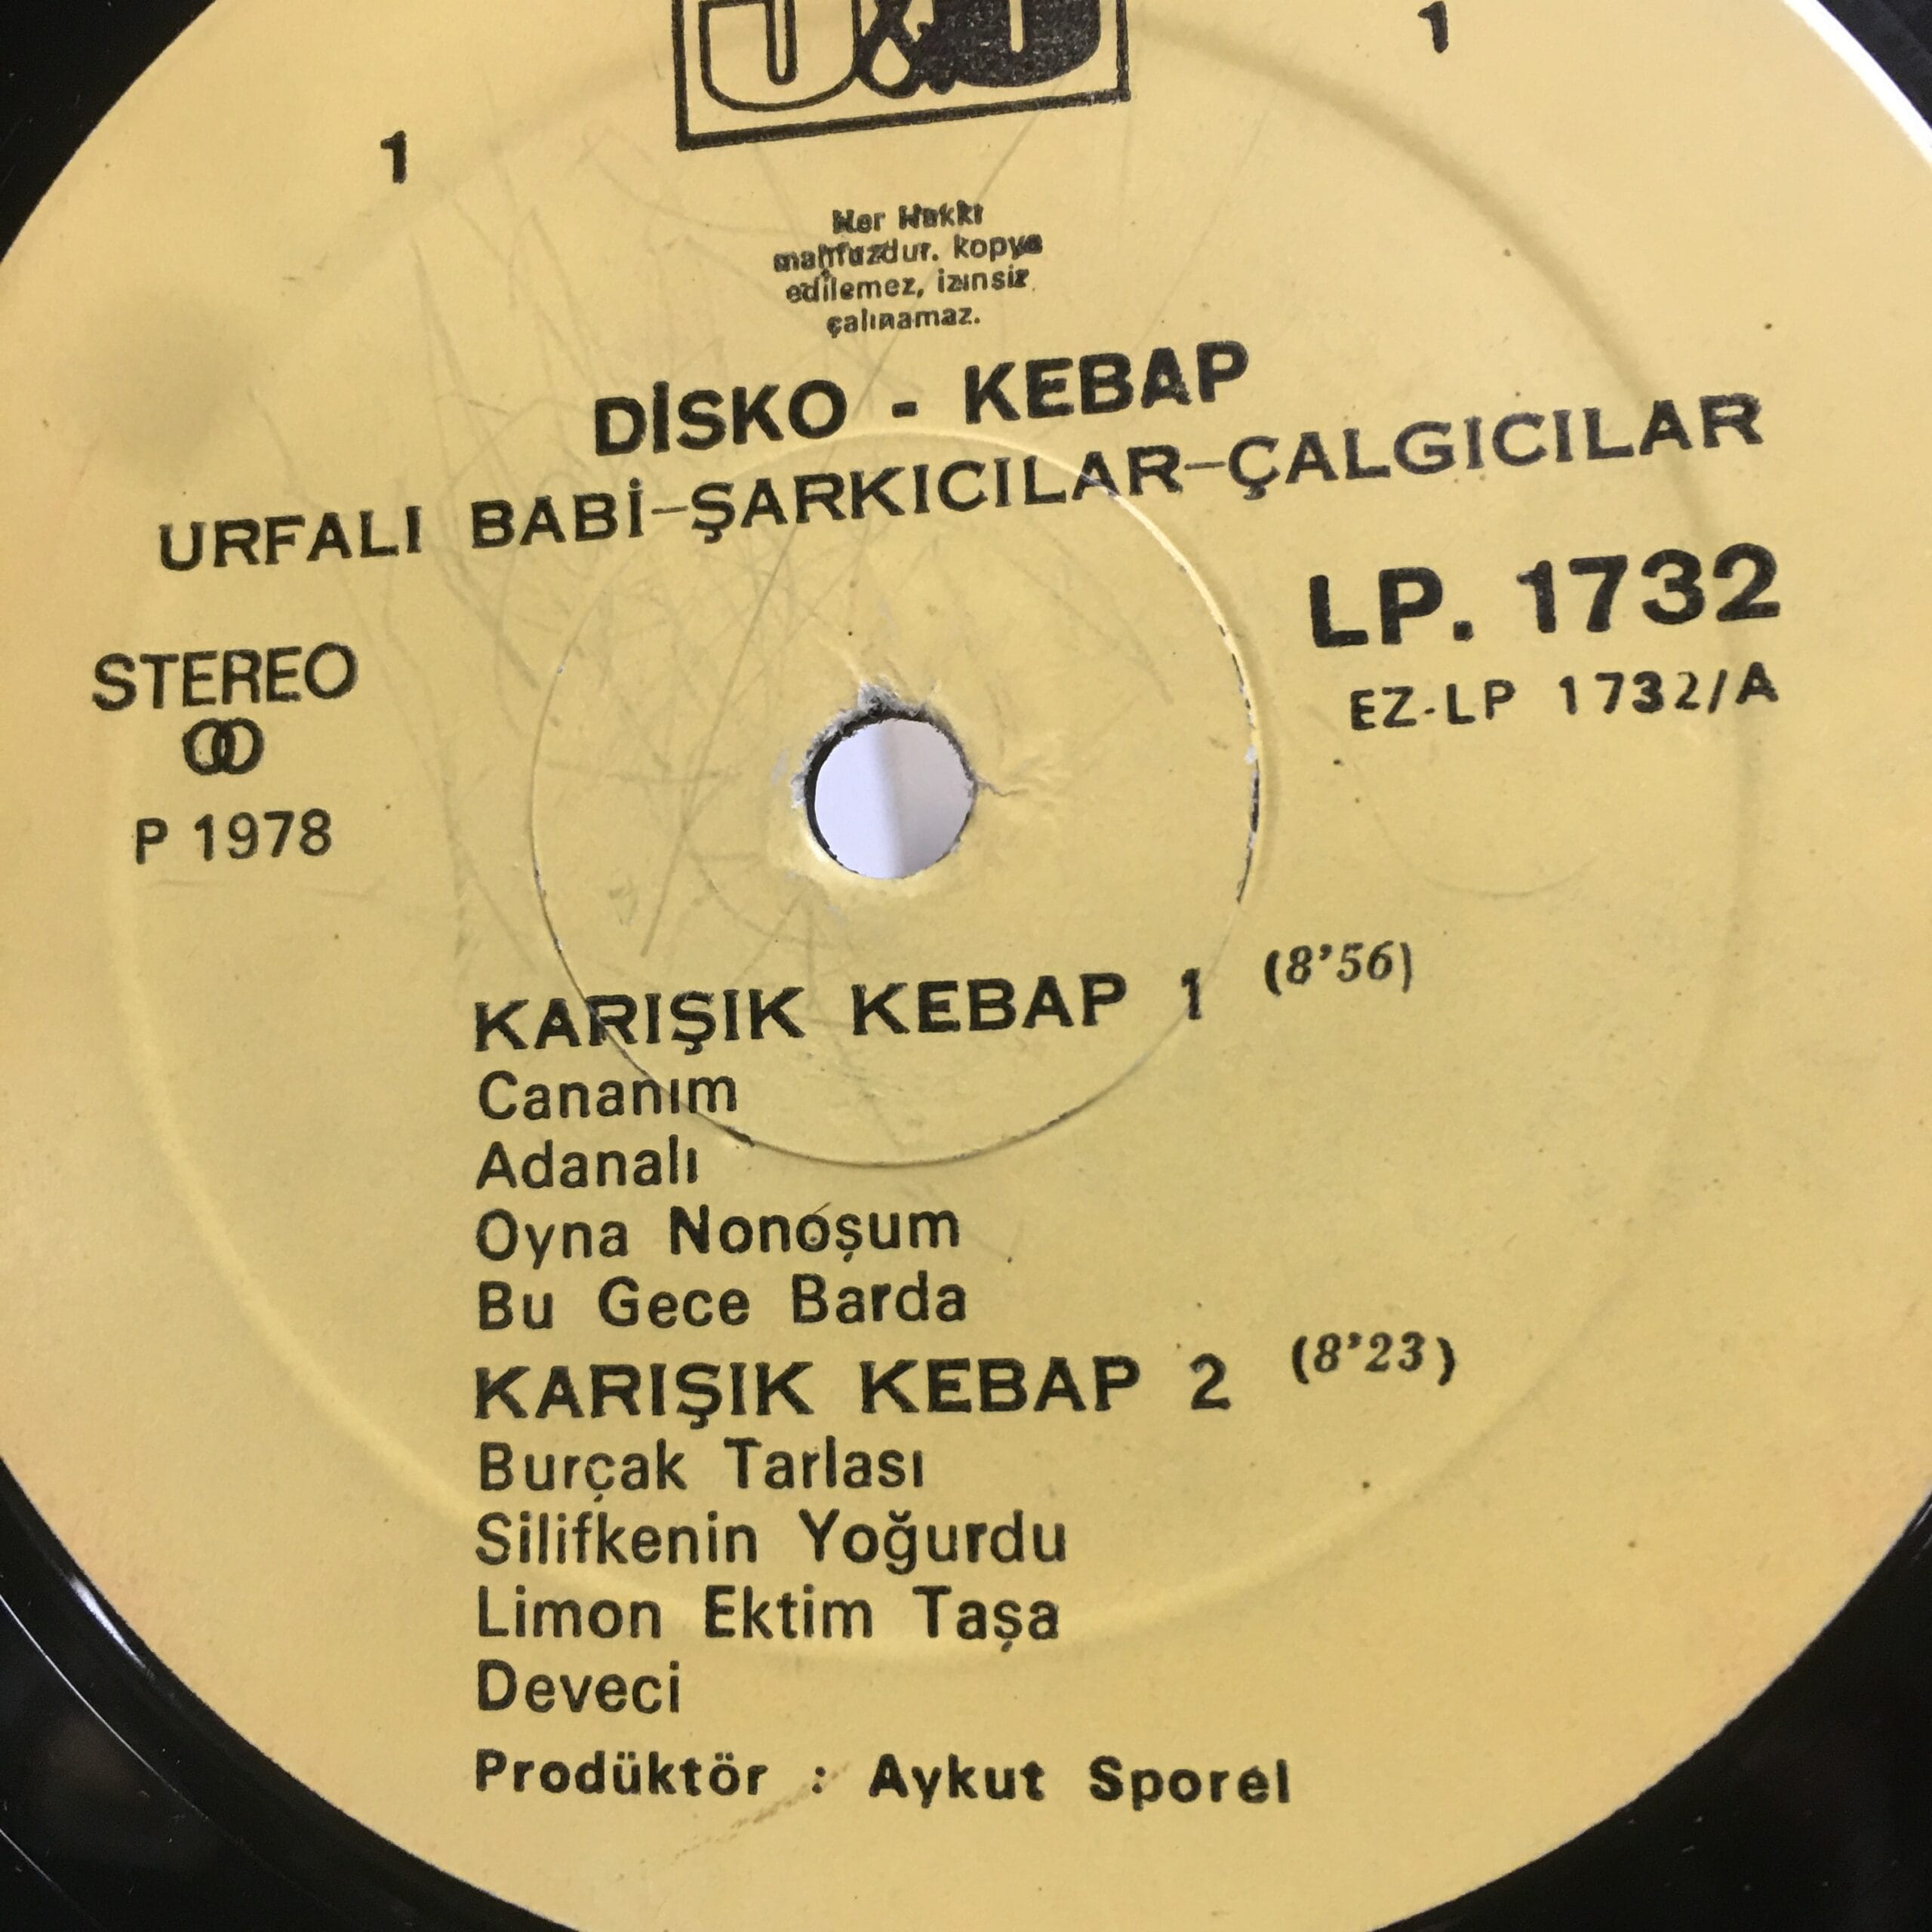 1
1
Her Hakkı
mahfuzdur. kopya
edilemez, izinsiz
çalınamaz.
DİSKO - KEBAP
URFALI BABİ-ŞARKICILAR-ÇALGICILAR
LP. 1732
STEREO
EZ-LP 1732/A
P 1978
KARIŞIK KEBAP 1 (8’56)
Cananım
Adanalı
Oyna Nonoşum
Bu Gece Barda
KARIŞIK KEBAP 2 (8’23)
Burçak Tarlası
Silifkenin Yoğurdu
Limon Ektim Taşa
Deveci
Prodüktör : Aykut Sporel